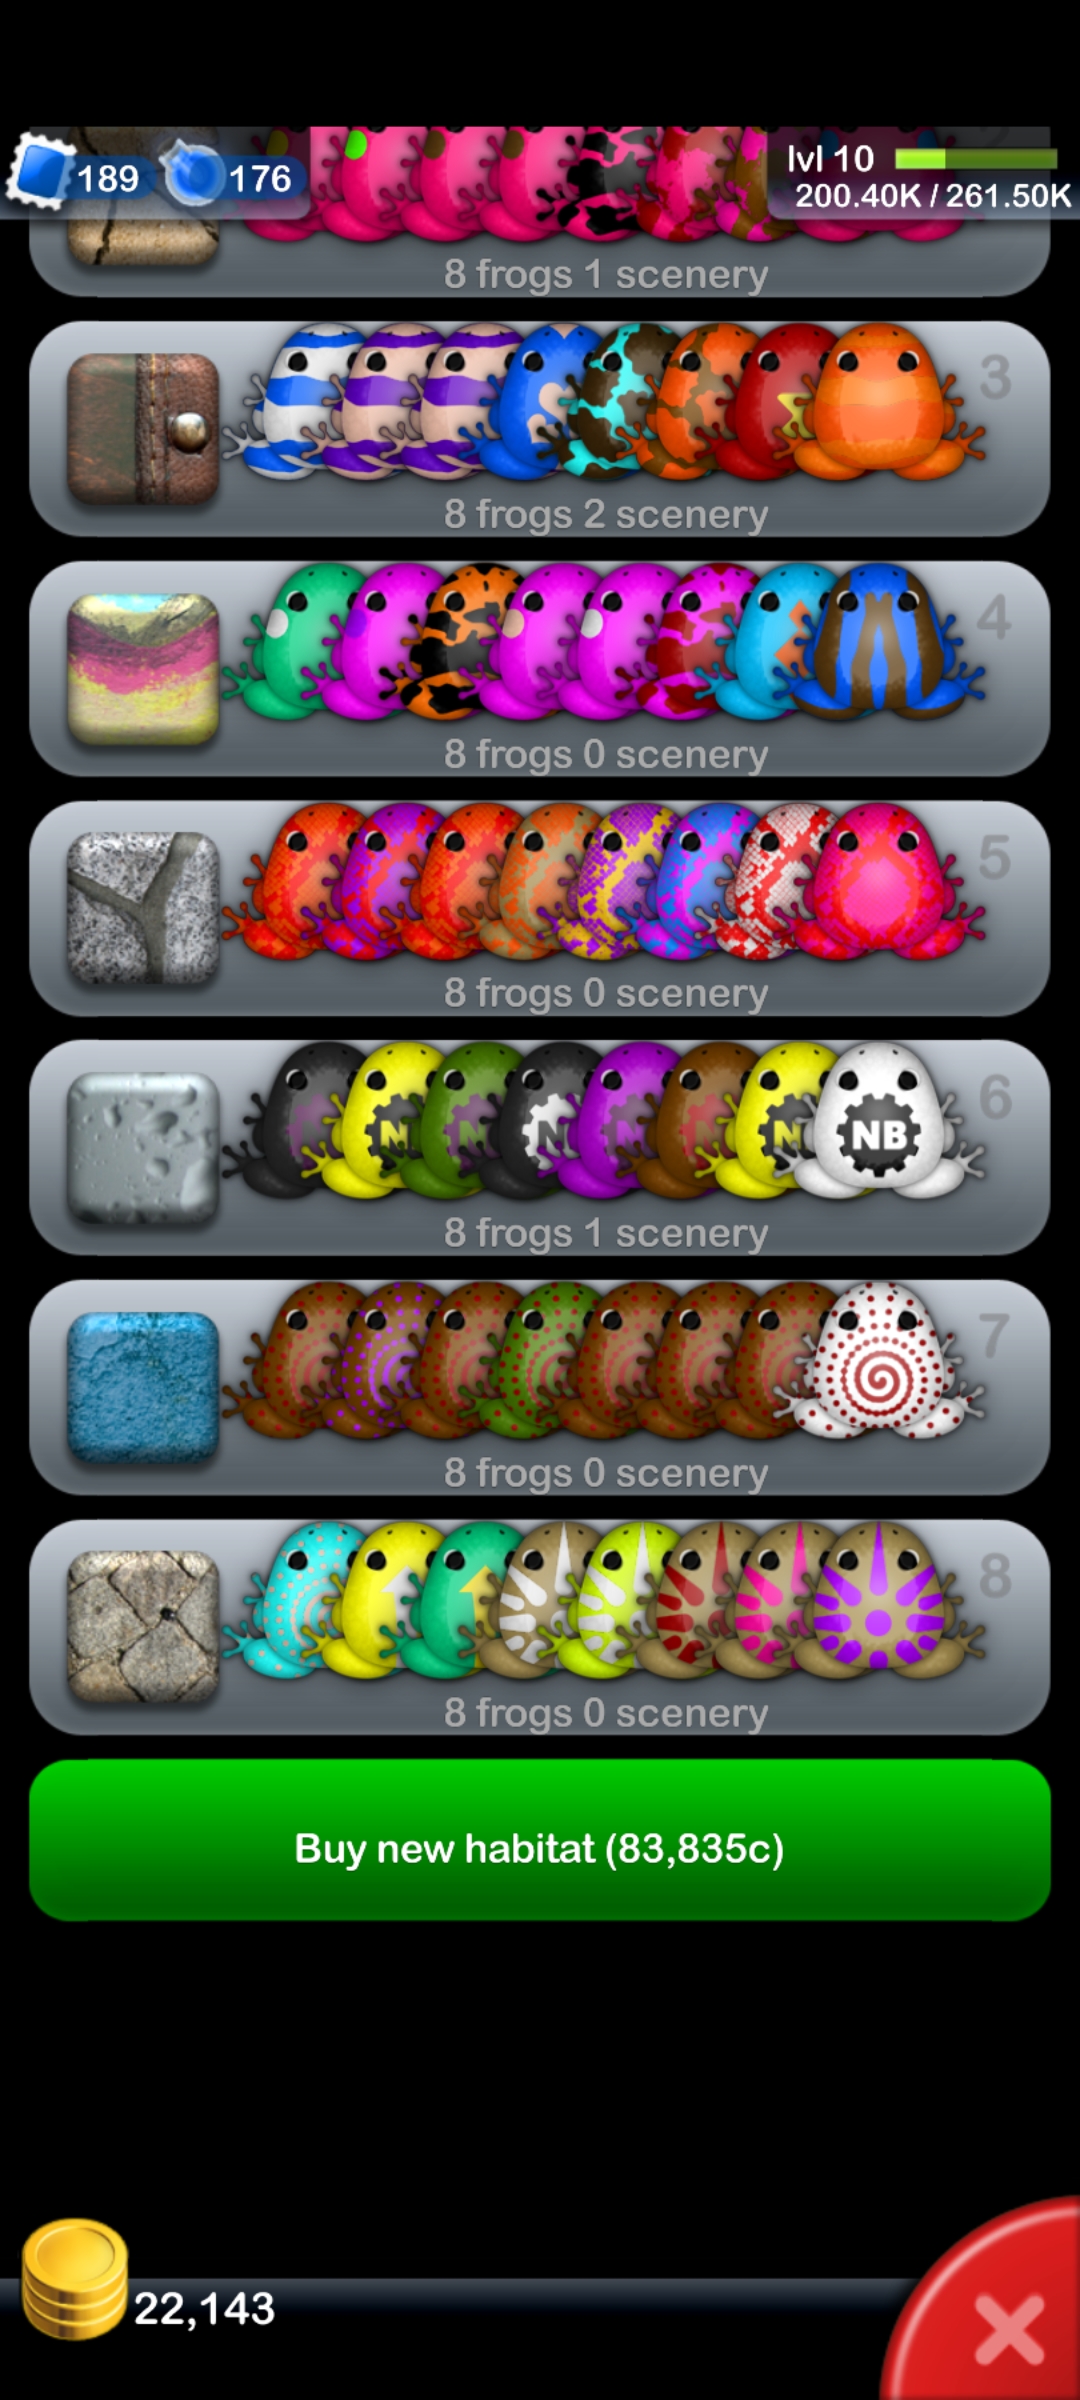 189
176
lvl 10
200.40K / 261.50K
8 frogs 1 scenery
3
8 frogs 2 scenery
4
8 frogs 0 scenery
5
8 frogs 0 scenery
6
N
N
N
N
N
NB
8 frogs 1 scenery
7
8 frogs 0 scenery
8
8 frogs 0 scenery
Buy new habitat (83,835c)
22,143